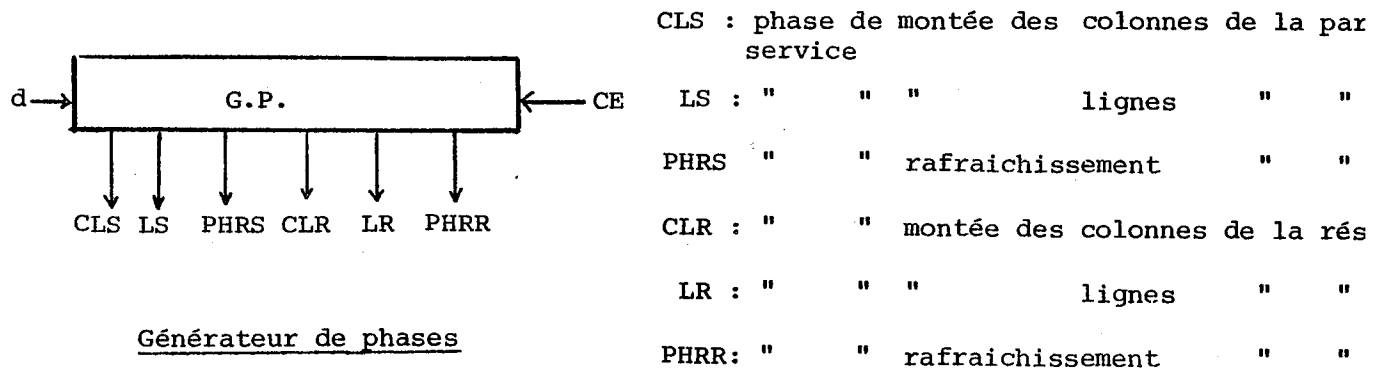 d
G.P.
CE
CLS LS PHRS CLR LR PHRR
Générateur de phases
CLS : phase de montée des colonnes de la par
service
LS : " " " lignes " "
PHRS " " rafraichissement " "
CLR : " " montée des colonnes de la rés
LR : " " " lignes " "
PHRR: " " rafraichissement " "